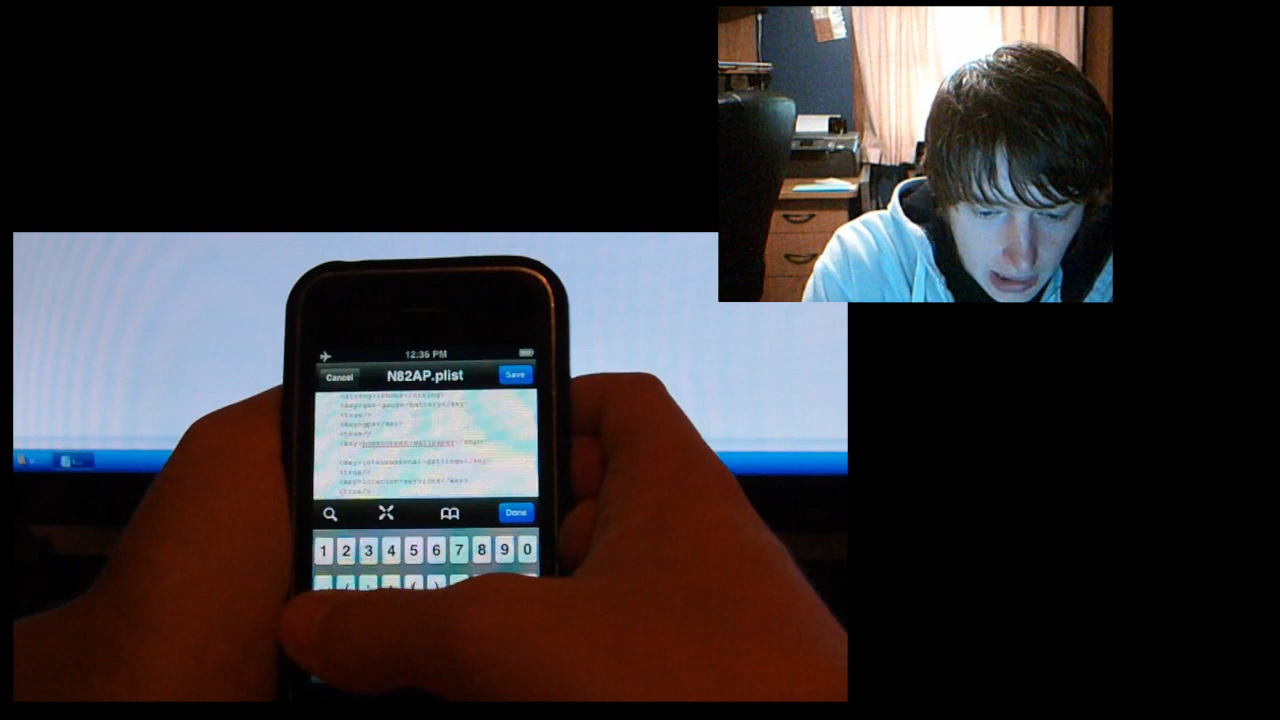 12:36 PM
Cancel N82AP.plist Save
<key>gas-gauge-battery</key>
<true/>
<key>gps</key>
<true/>
<key>homescreen-wallpaper</
<key>international-settings</key>
<true/>
<key>location-services</key>
<true/>
Done
1 2 3 4 5 6 7 8 9 0